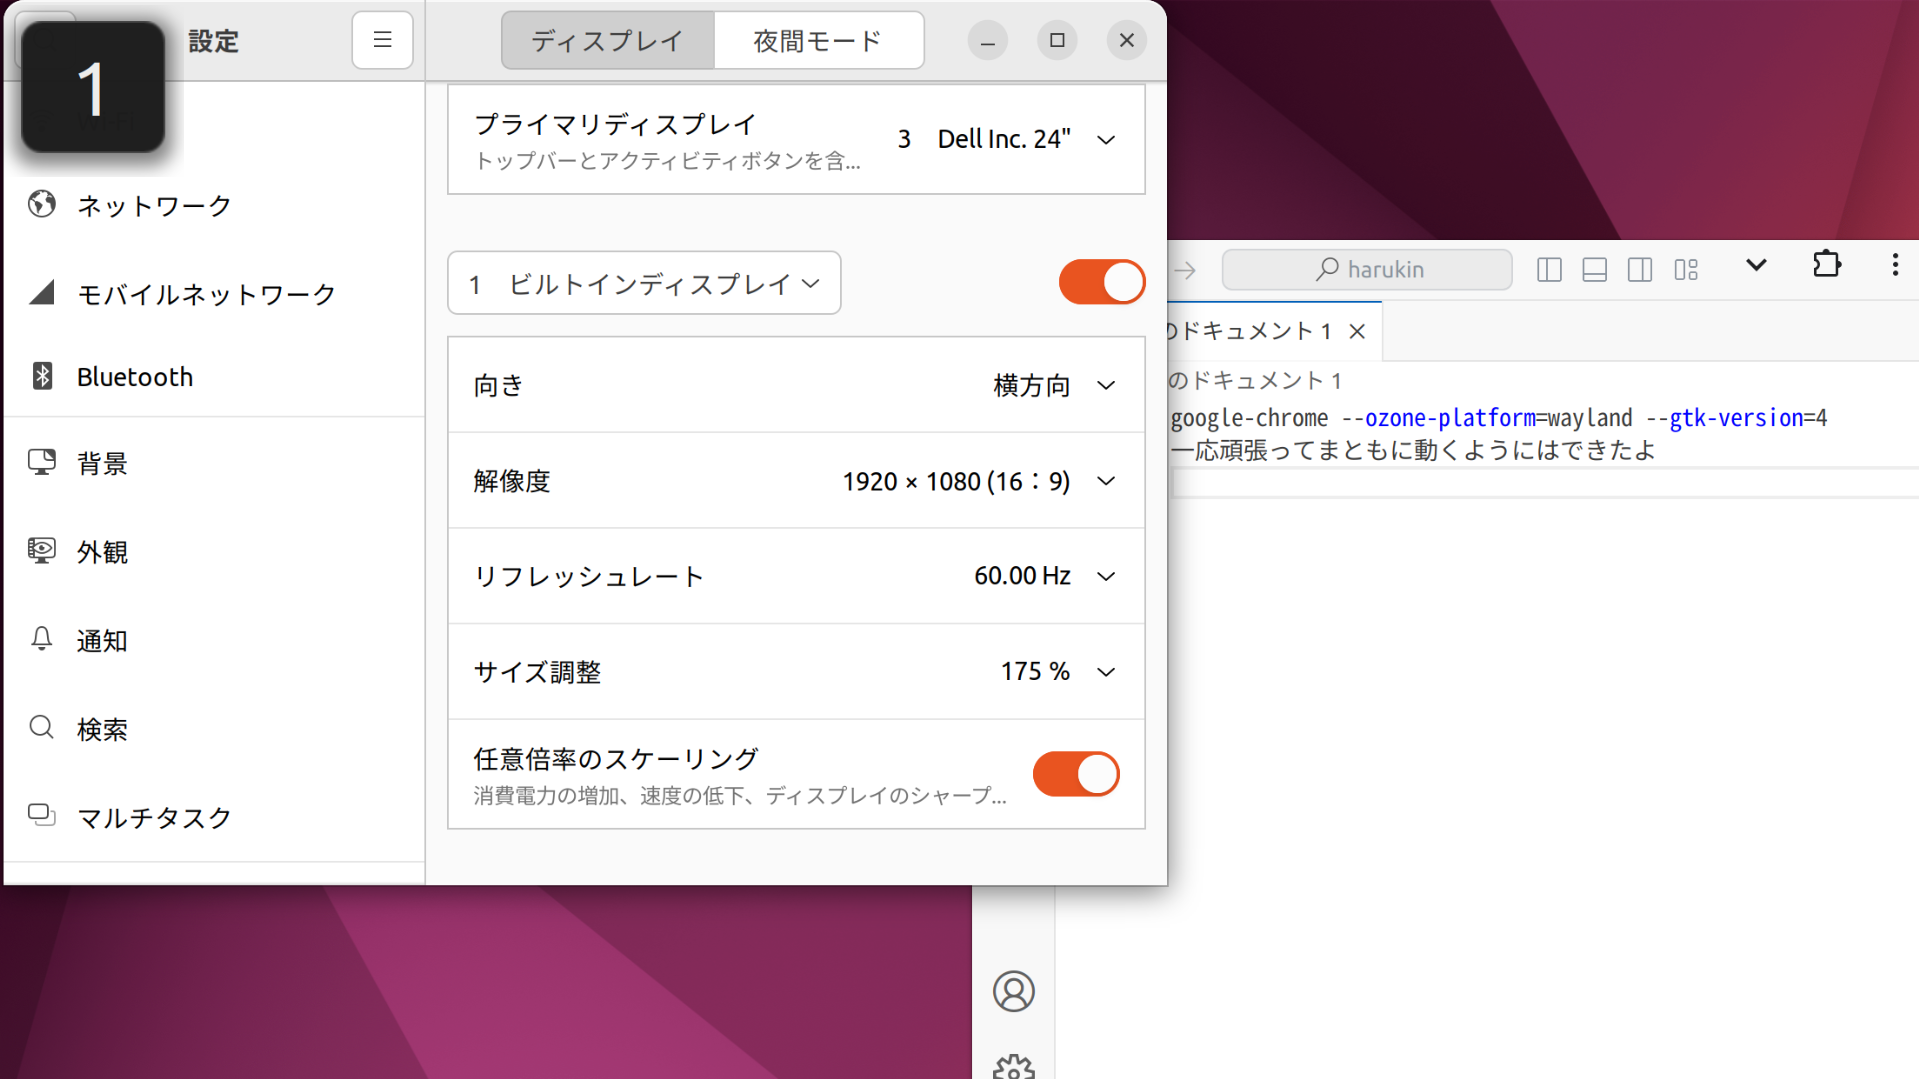 1
設定
ディスプレイ
夜間モード
プライマリディスプレイ
トップバーとアクティビティボタンを含...
3 Dell Inc. 24"
ネットワーク
モバイルネットワーク
Bluetooth
背景
外観
通知
検索
マルチタスク
1 ビルトインディスプレイ
向き
横方向
解像度
1920 × 1080 (16：9)
リフレッシュレート
60.00 Hz
サイズ調整
175 %
任意倍率のスケーリング
消費電力の増加、速度の低下、ディスプレイのシャープ...
harukin
のドキュメント 1
のドキュメント 1
google-chrome --ozone-platform=wayland --gtk-version=4
一応頑張ってまともに動くようにはできたよ